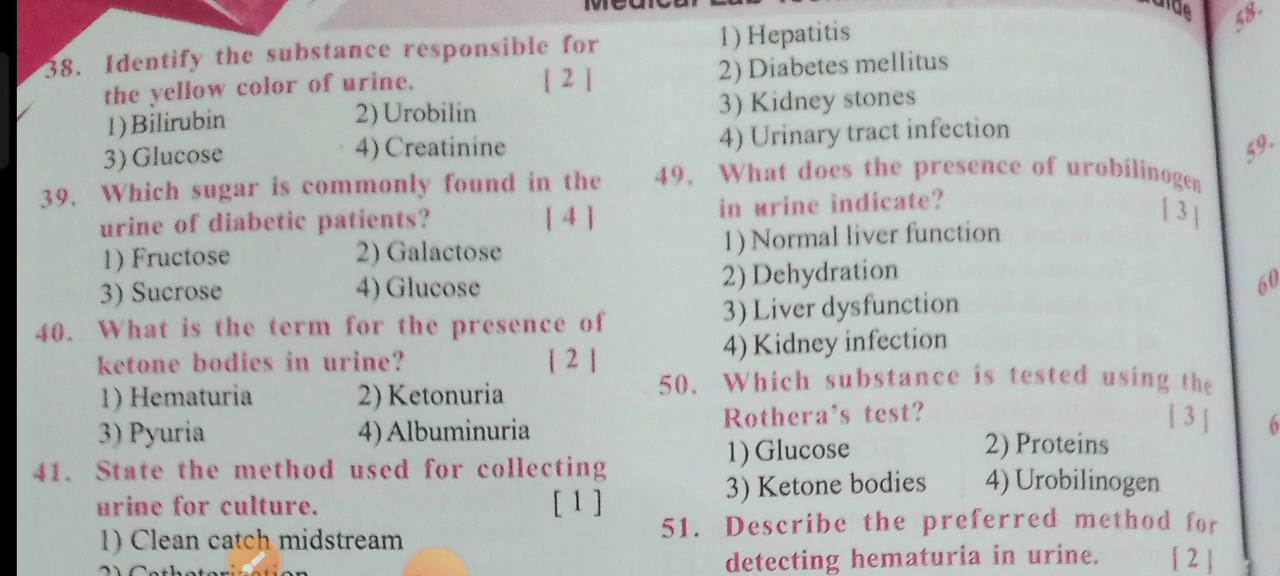 38. Identify the substance responsible for
the yellow color of urine. [ 2 ]
1) Bilirubin 2) Urobilin
3) Glucose 4) Creatinine
39. Which sugar is commonly found in the
urine of diabetic patients? [ 4 ]
1) Fructose 2) Galactose
3) Sucrose 4) Glucose
40. What is the term for the presence of
ketone bodies in urine? [ 2 ]
1) Hematuria 2) Ketonuria
3) Pyuria 4) Albuminuria
41. State the method used for collecting
urine for culture. [ 1 ]
1) Clean catch midstream
Medical Lab
1) Hepatitis
2) Diabetes mellitus
3) Kidney stones
4) Urinary tract infection
49. What does the presence of urobilinogen
in urine indicate? [ 3 ]
1) Normal liver function
2) Dehydration
3) Liver dysfunction
4) Kidney infection
50. Which substance is tested using the
Rothera's test? [ 3 ]
1) Glucose 2) Proteins
3) Ketone bodies 4) Urobilinogen
51. Describe the preferred method for
detecting hematuria in urine. [ 2 ]
58.
59.
60